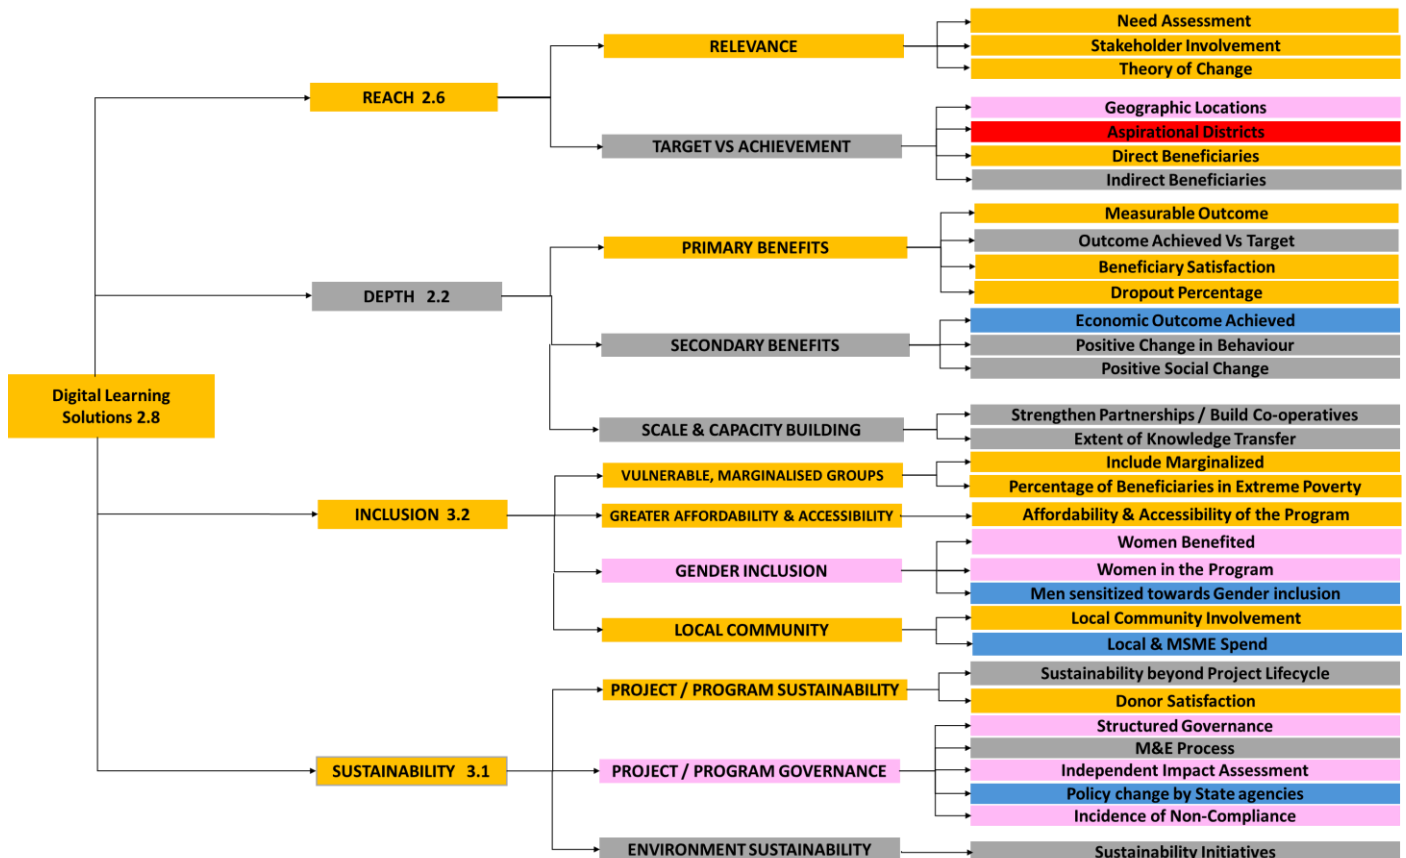 Need Assessment
RELEVANCE
Stakeholder Involvement
Theory of Change
REACH 2.6
Geographic Locations
Aspirational Districts
TARGET VS ACHIEVEMENT
Direct Beneficiaries
Indirect Beneficiaries
Measurable Outcome
PRIMARY BENEFITS
Outcome Achieved Vs Target
Beneficiary Satisfaction
Dropout Percentage
DEPTH 2.2
Economic Outcome Achieved
SECONDARY BENEFITS
Positive Change in Behaviour
Positive Social Change
Digital Learning
Solutions 2.8
Strengthen Partnerships / Build Co-operatives
SCALE & CAPACITY BUILDING
Extent of Knowledge Transfer
Include Marginalized
VULNERABLE, MARGINALISED GROUPS
Percentage of Beneficiaries in Extreme Poverty
INCLUSION 3.2
GREATER AFFORDABILITY & ACCESSIBILITY
Affordability & Accessibility of the Program
Women Benefited
GENDER INCLUSION
Women in the Program
Men sensitized towards Gender inclusion
Local Community Involvement
LOCAL COMMUNITY
Local & MSME Spend
Sustainability beyond Project Lifecycle
PROJECT / PROGRAM SUSTAINABILITY
Donor Satisfaction
Structured Governance
M&E Process
SUSTAINABILITY 3.1
PROJECT / PROGRAM GOVERNANCE
Independent Impact Assessment
Policy change by State agencies
Incidence of Non-Compliance
ENVIRONMENT SUSTAINABILITY
Sustainability Initiatives